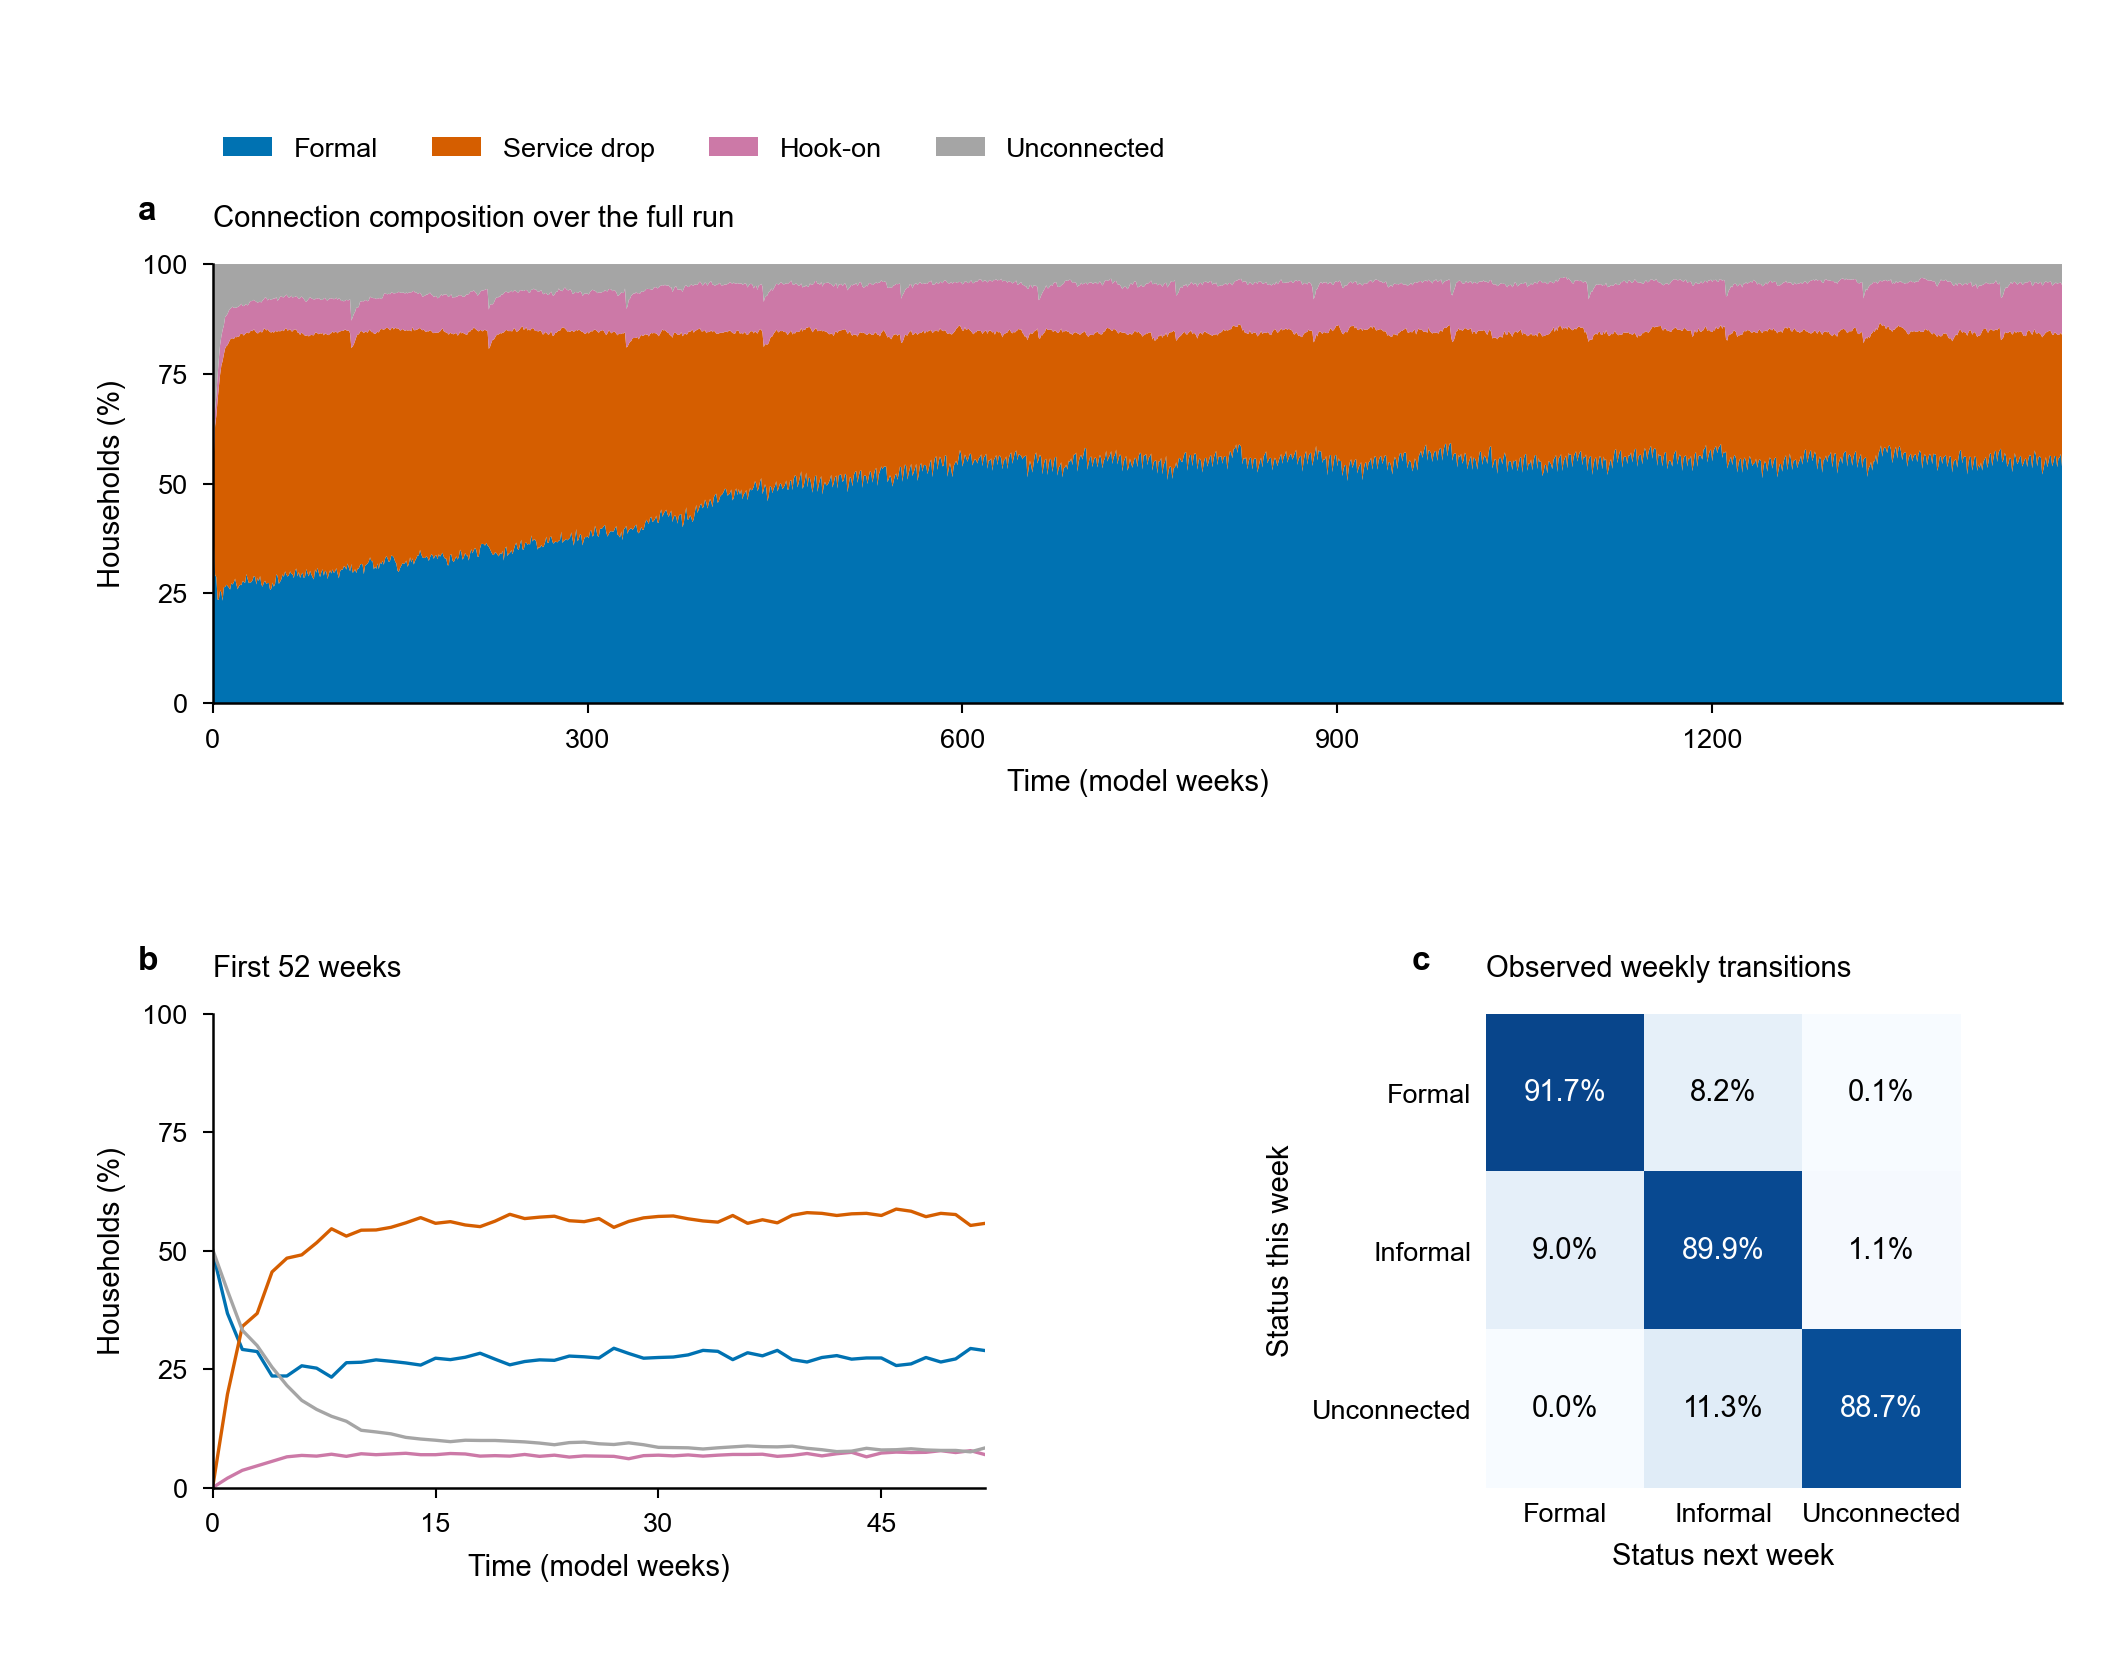 Formal Service drop Hook-on Unconnected
a Connection composition over the full run
100
75
50
25
0
Households (%)
0 300 600 900 1200
Time (model weeks)
b First 52 weeks
100
75
50
25
0
Households (%)
0 15 30 45
Time (model weeks)
c Observed weekly transitions
Status this week
Formal 91.7% 8.2% 0.1%
Informal 9.0% 89.9% 1.1%
Unconnected 0.0% 11.3% 88.7%
Formal Informal Unconnected
Status next week